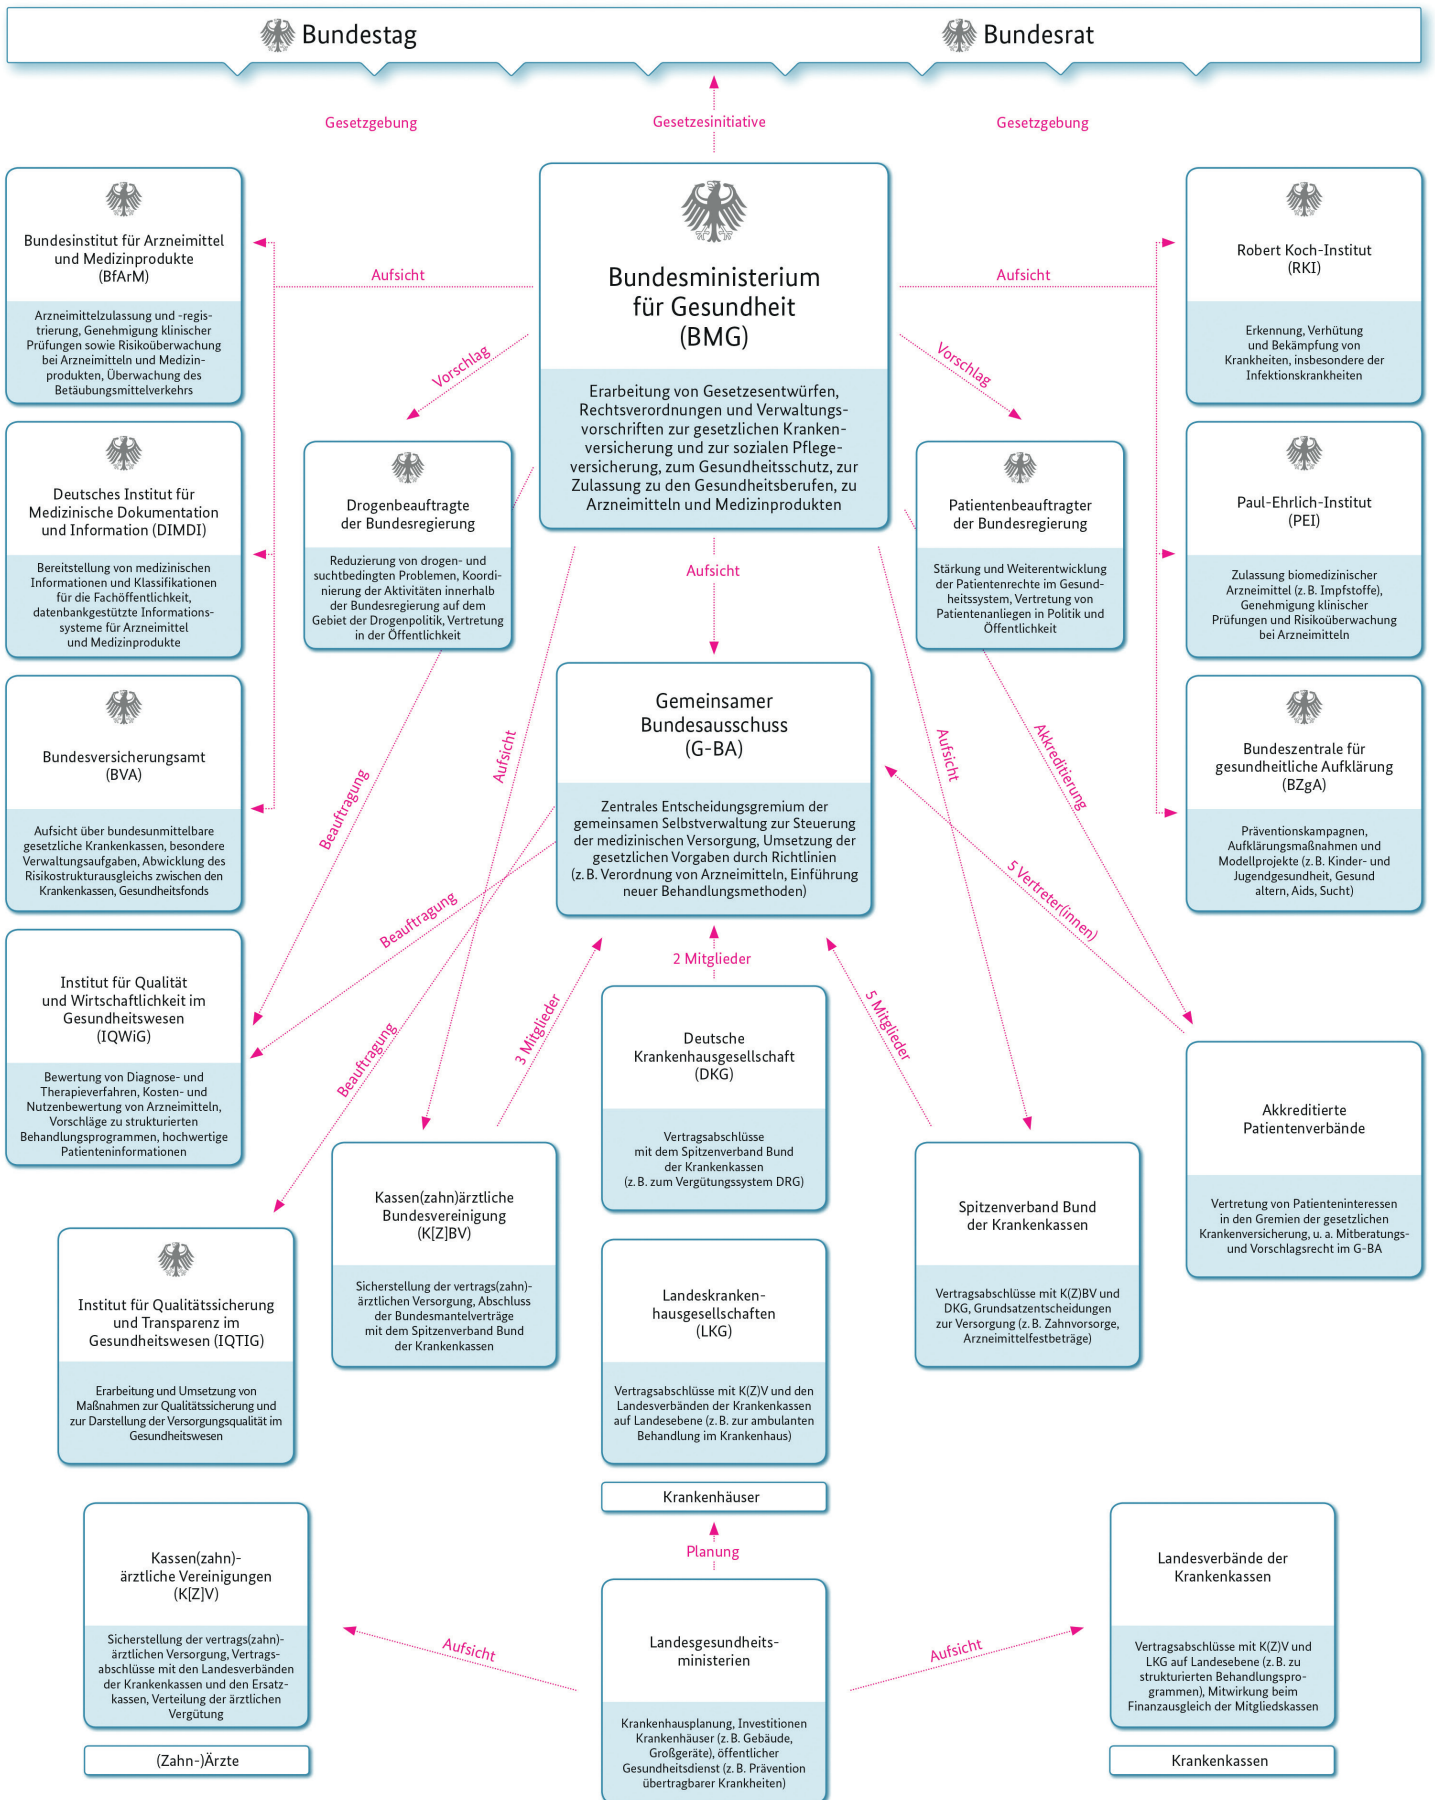 Bundestag
Bundesrat
Gesetzgebung
Gesetzesinitiative
Gesetzgebung
Bundesinstitut für Arzneimittel
und Medizinprodukte
(BfArM)
Arzneimittelzulassung und -regis-
trierung, Genehmigung klinischer
Prüfungen sowie Risikoüberwachung
bei Arzneimitteln und Medizin-
produkten, Überwachung des
Betäubungsmittelverkehrs
Aufsicht
Vorschlag
Bundesministerium
für Gesundheit
(BMG)
Erarbeitung von Gesetzesentwürfen,
Rechtsverordnungen und Verwaltungs-
vorschriften zur gesetzlichen Kranken-
versicherung und zur sozialen Pflege-
versicherung, zum Gesundheitsschutz, zur
Zulassung zu den Gesundheitsberufen, zu
Arzneimitteln und Medizinprodukten
Aufsicht
Vorschlag
Robert Koch-Institut
(RKI)
Erkennung, Verhütung
und Bekämpfung von
Krankheiten, insbesondere der
Infektionskrankheiten
Deutsches Institut für
Medizinische Dokumentation
und Information (DIMDI)
Bereitstellung von medizinischen
Informationen und Klassifikationen
für die Fachöffentlichkeit,
datenbankgestützte Informations-
systeme für Arzneimittel
und Medizinprodukte
Drogenbeauftragte
der Bundesregierung
Reduzierung von drogen- und
suchtbedingten Problemen, Koordi-
nierung der Aktivitäten innerhalb
der Bundesregierung auf dem
Gebiet der Drogenpolitik, Vertretung
in der Öffentlichkeit
Aufsicht
Patientenbeauftragter
der Bundesregierung
Stärkung und Weiterentwicklung
der Patientenrechte im Gesund-
heitssystem, Vertretung von
Patientenanliegen in Politik und
Öffentlichkeit
Paul-Ehrlich-Institut
(PEI)
Zulassung biomedizinischer
Arzneimittel (z. B. Impfstoffe),
Genehmigung klinischer
Prüfungen und Risikoüberwachung
bei Arzneimitteln
Bundesversicherungsamt
(BVA)
Aufsicht über bundesunmittelbare
gesetzliche Krankenkassen, besondere
Verwaltungsaufgaben, Abwicklung des
Risikostrukturausgleichs zwischen den
Krankenkassen, Gesundheitsfonds
Beauftragung
Aufsicht
Gemeinsamer
Bundesausschuss
(G-BA)
Zentrales Entscheidungsgremium der
gemeinsamen Selbstverwaltung zur Steuerung
der medizinischen Versorgung, Umsetzung der
gesetzlichen Vorgaben durch Richtlinien
(z. B. Verordnung von Arzneimitteln, Einführung
neuer Behandlungsmethoden)
Aufsicht
Akkreditierung
5 Vertreter(innen)
Bundeszentrale für
gesundheitliche Aufklärung
(BZgA)
Präventionskampagnen,
Aufklärungsmaßnahmen und
Modellprojekte (z. B. Kinder- und
Jugendgesundheit, Gesund
altern, Aids, Sucht)
Institut für Qualität
und Wirtschaftlichkeit im
Gesundheitswesen
(IQWiG)
Bewertung von Diagnose- und
Therapieverfahren, Kosten- und
Nutzenbewertung von Arzneimitteln,
Vorschläge zu strukturierten
Behandlungsprogrammen, hochwertige
Patienteninformationen
Beauftragung
Beauftragung
3 Mitglieder
2 Mitglieder
5 Mitglieder
Deutsche
Krankenhausgesellschaft
(DKG)
Vertragsabschlüsse
mit dem Spitzenverband Bund
der Krankenkassen
(z. B. zum Vergütungssystem DRG)
Akkreditierte
Patientenverbände
Vertretung von Patienteninteressen
in den Gremien der gesetzlichen
Krankenversicherung, u. a. Mitberatungs-
und Vorschlagsrecht im G-BA
Kassen(zahn)ärztliche
Bundesvereinigung
(K[Z]BV)
Sicherstellung der vertrags(zahn)-
ärztlichen Versorgung, Abschluss
der Bundesmantelverträge
mit dem Spitzenverband Bund
der Krankenkassen
Spitzenverband Bund
der Krankenkassen
Vertragsabschlüsse mit K(Z)BV und
DKG, Grundsatzentscheidungen
zur Versorgung (z. B. Zahnvorsorge,
Arzneimittelfestbeträge)
Institut für Qualitätssicherung
und Transparenz im
Gesundheitswesen (IQTIG)
Erarbeitung und Umsetzung von
Maßnahmen zur Qualitätssicherung und
zur Darstellung der Versorgungsqualität im
Gesundheitswesen
Landeskranken-
hausgesellschaften
(LKG)
Vertragsabschlüsse mit K(Z)V und den
Landesverbänden der Krankenkassen
auf Landesebene (z. B. zur ambulanten
Behandlung im Krankenhaus)
Krankenhäuser
Planung
Kassen(zahn)-
ärztliche Vereinigungen
(K[Z]V)
Sicherstellung der vertrags(zahn)-
ärztlichen Versorgung, Vertrags-
abschlüsse mit den Landesverbänden
der Krankenkassen und den Ersatz-
kassen, Verteilung der ärztlichen
Vergütung
(Zahn-)Ärzte
Aufsicht
Landesgesundheits-
ministerien
Krankenhausplanung, Investitionen
Krankenhäuser (z. B. Gebäude,
Großgeräte), öffentlicher
Gesundheitsdienst (z. B. Prävention
übertragbarer Krankheiten)
Aufsicht
Landesverbände der
Krankenkassen
Vertragsabschlüsse mit K(Z)V und
LKG auf Landesebene (z. B. zu
strukturierten Behandlungspro-
grammen), Mitwirkung beim
Finanzausgleich der Mitgliedskassen
Krankenkassen